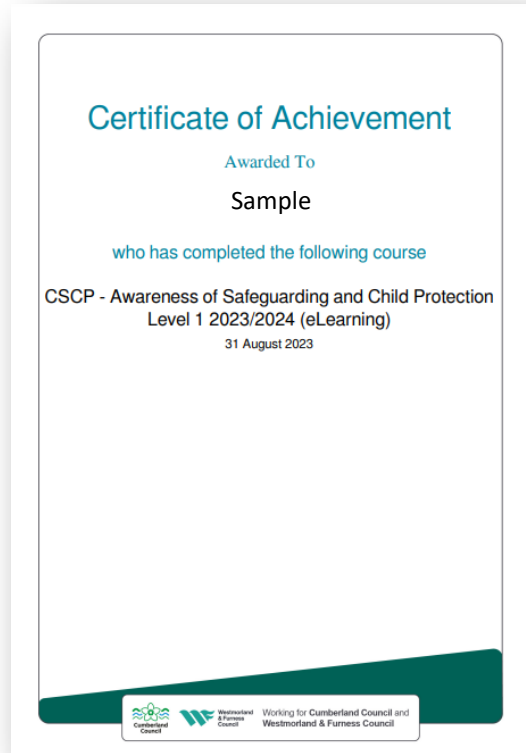 Certificate of Achievement
Awarded To
Sample
who has completed the following course
CSCP - Awareness of Safeguarding and Child Protection
Level 1 2023/2024 (eLearning)
31 August 2023
Cumberland
Council
Westmorland
& Furness
Council
Working for Cumberland Council and
Westmorland & Furness Council